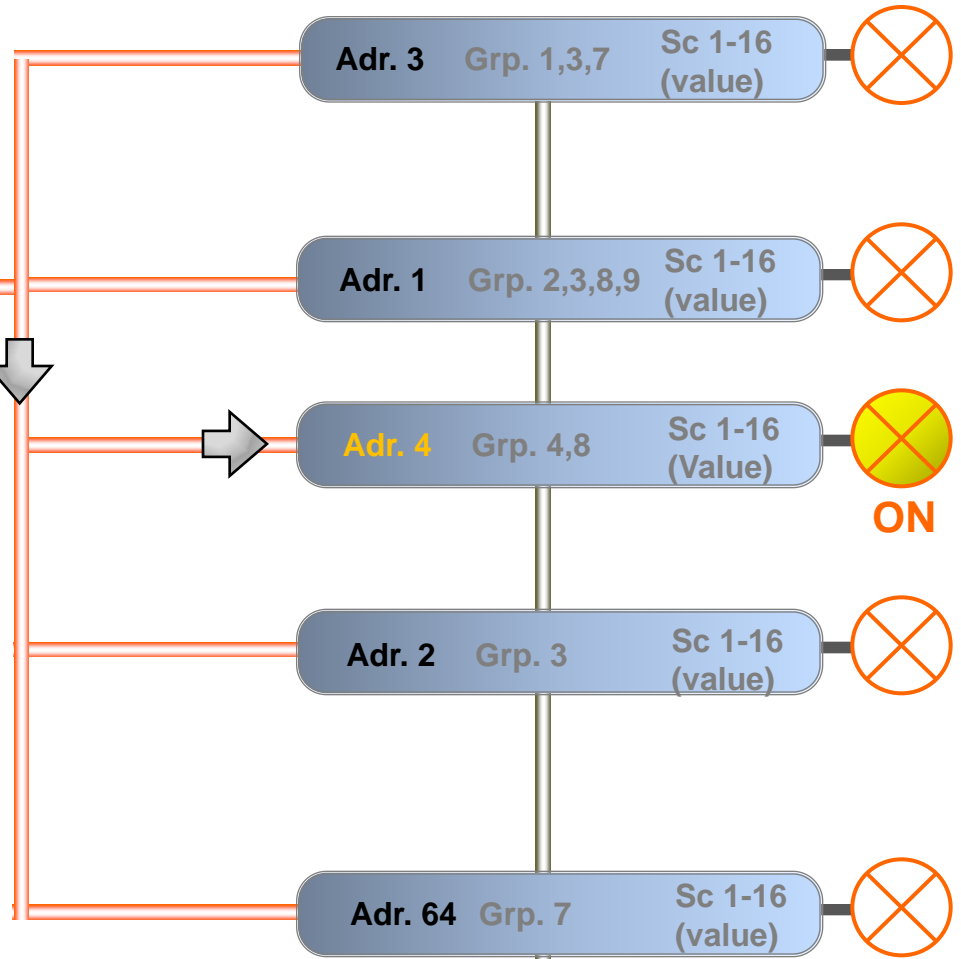 Adr. 3 Grp. 1,3,7 Sc 1-16
(value)
Adr. 1 Grp. 2,3,8,9 Sc 1-16
(value)
Adr. 4 Grp. 4,8 Sc 1-16
(Value)
ON
Adr. 2 Grp. 3 Sc 1-16
(value)
Adr. 64 Grp. 7 Sc 1-16
(value)